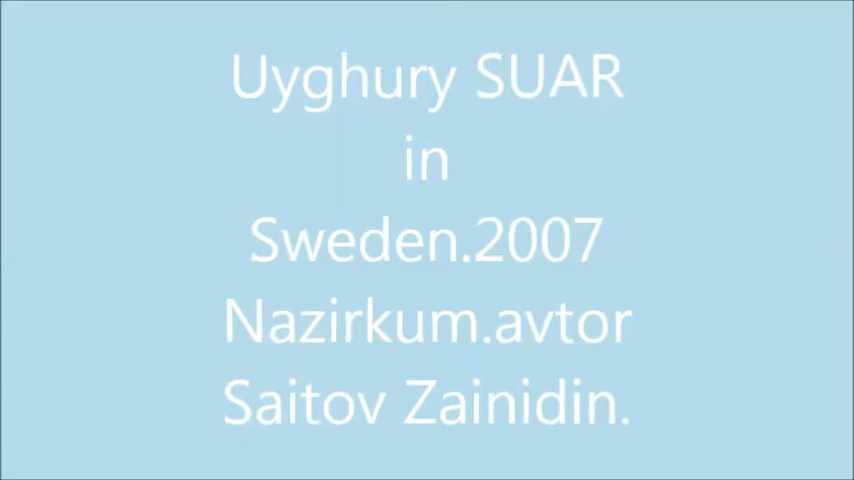 Uyghury SUAR
in
Sweden.2007
Nazirkum.avtor
Saitov Zainidin.